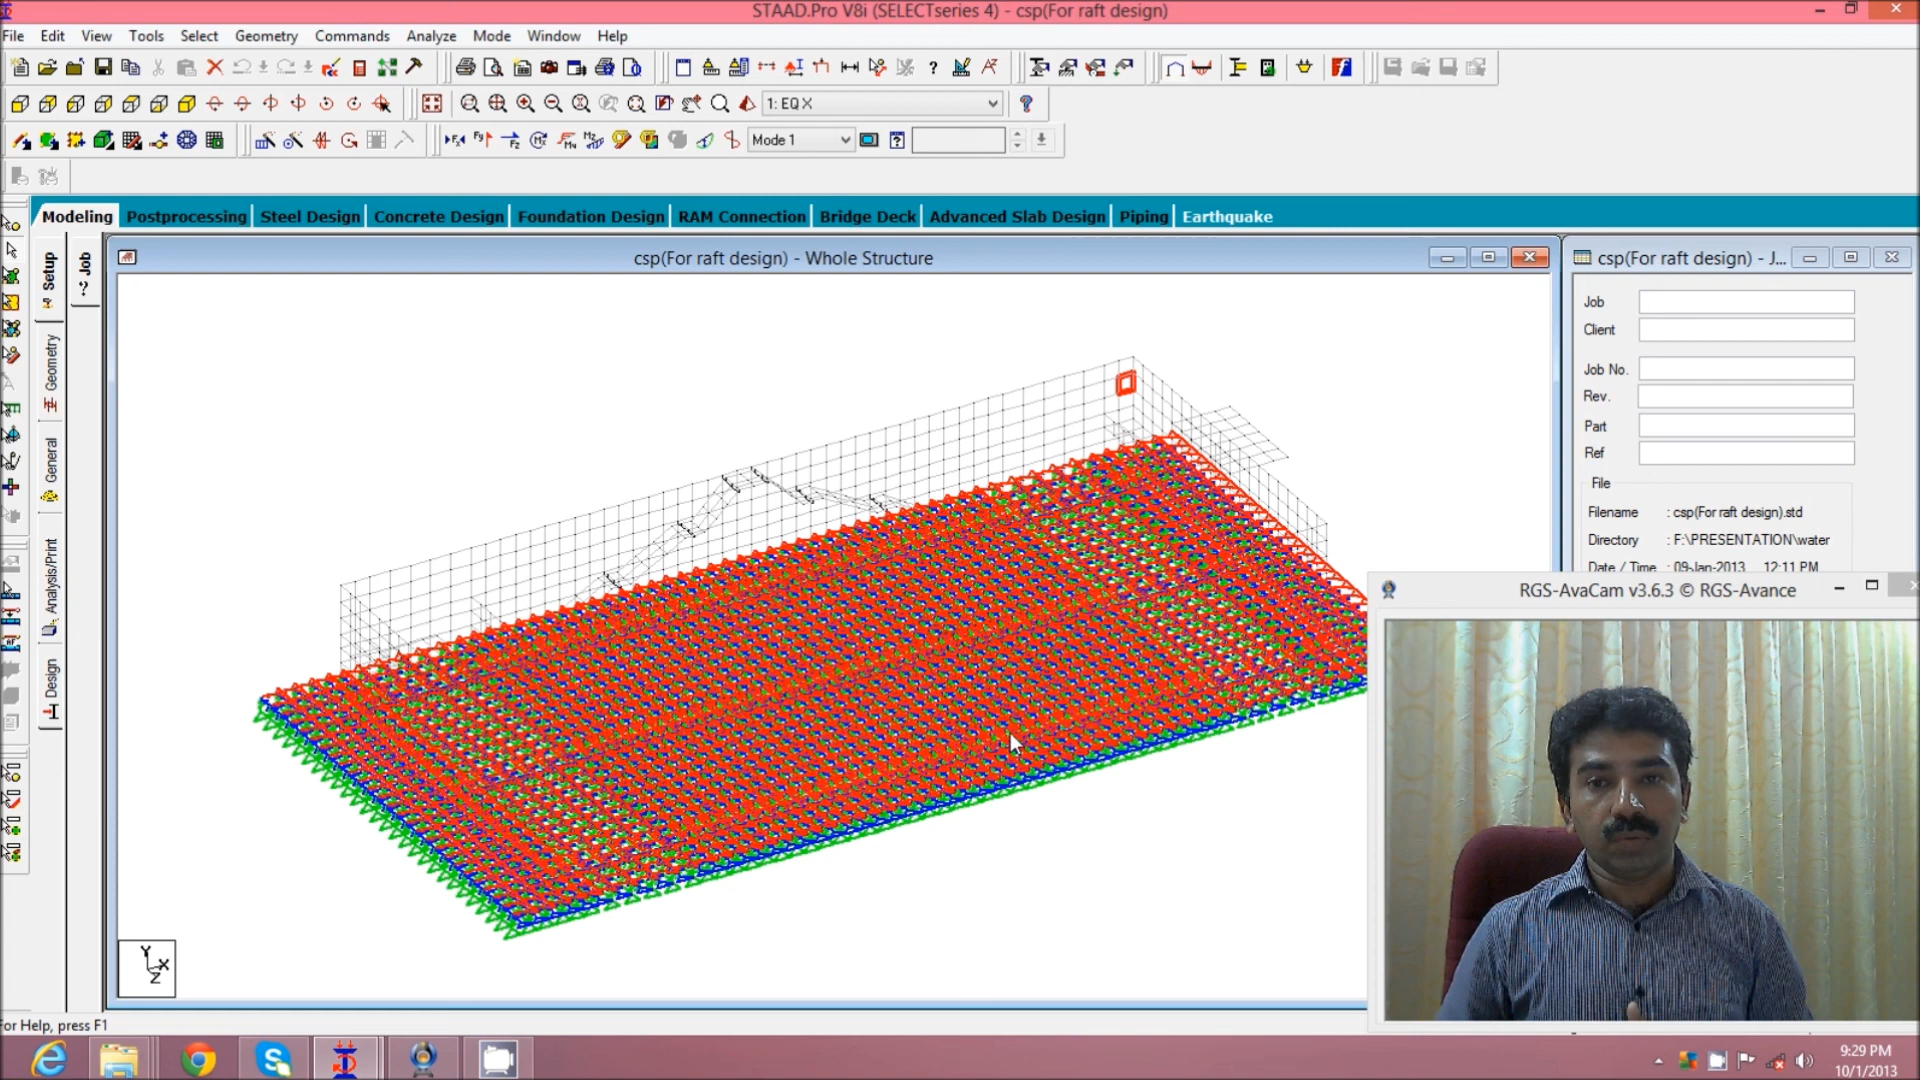 STAAD.Pro V8i (SELECTseries 4) - csp(For raft design)
File Edit View Tools Select Geometry Commands Analyze Mode Window Help
1: EQ X
Mode 1
Modeling Postprocessing Steel Design Concrete Design Foundation Design RAM Connection Bridge Deck Advanced Slab Design Piping Earthquake
Setup
Geometry
General
Analysis/Print
Design
Job
csp(For raft design) - Whole Structure
csp(For raft design) - J...
Job
Client
Job No.
Rev.
Part
Ref
File
Filename : csp(For raft design).std
Directory : F:\PRESENTATION\water
Date / Time : 09-Jan-2013 12:11 PM
RGS-AvaCam v3.6.3 © RGS-Avance
Y
X
Z
For Help, press F1
9:29 PM
10/1/2013